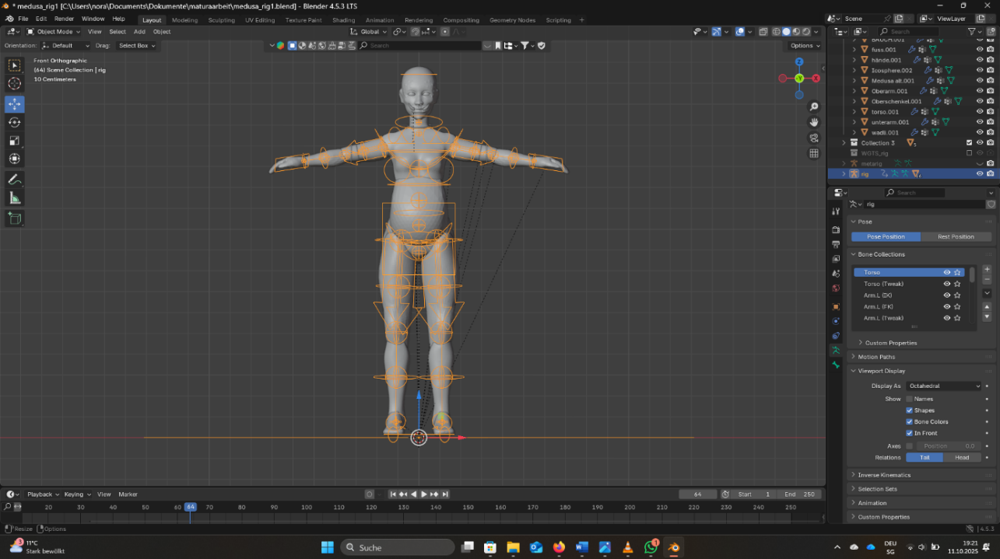 * medusa_rig1 [C:\Users\nora\Documents\Dokumente\maturaarbeit\medusa_rig1.blend] - Blender 4.5.3 LTS
File Edit Render Window Help Layout Modeling Sculpting UV Editing Texture Paint Shading Animation Rendering Compositing Geometry Nodes Scripting + Scene ViewLayer
Object Mode View Select Add Object Global Search
Orientation: Default Drag: Select Box Search Options
Front Orthographic
(64) Scene Collection | rig
10 Centimeters
Z
-Y X
BAUCH.001
fuss.001
hände.001
Icosphere.002
Medusa alt.001
Oberarm.001
Oberschenkel.001
torso.001
unterarm.001
wadli.001
Collection 3
WGTS_rig
metarig
rig
Search
rig
Pose
Pose Position Rest Position
Bone Collections
Torso
Torso (Tweak)
Arm.L (IK)
Arm.L (FK)
Arm.L (Tweak)
Custom Properties
Motion Paths
Viewport Display
Display As Octahedral
Show Names
Shapes
Bone Colors
In Front
Axes Position 0.0
Relations Tail Head
Inverse Kinematics
Selection Sets
Animation
Custom Properties
Playback Keying View Marker 64 Start 1 End 250
20 30 40 50 60 64 70 80 90 100 110 120 130 140 150 160 170 180 190 200 210 220 230 240 250
Resize Options 4.5.3
3 11°C
Stark bewölkt
Suche
1
DEU
SG
19:21
11.10.2025